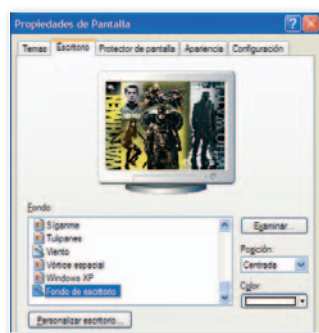 Propiedades de Pantalla
Temas Escritorio Protector de pantalla Apariencia Configuración
WATCHMEN
Fondo:
Síganme
Tulipanes
Viento
Vórtice espacial
Windows XP
Fondo de escritorio
Examinar...
Posición:
Centrada
Color:
Personalizar escritorio...